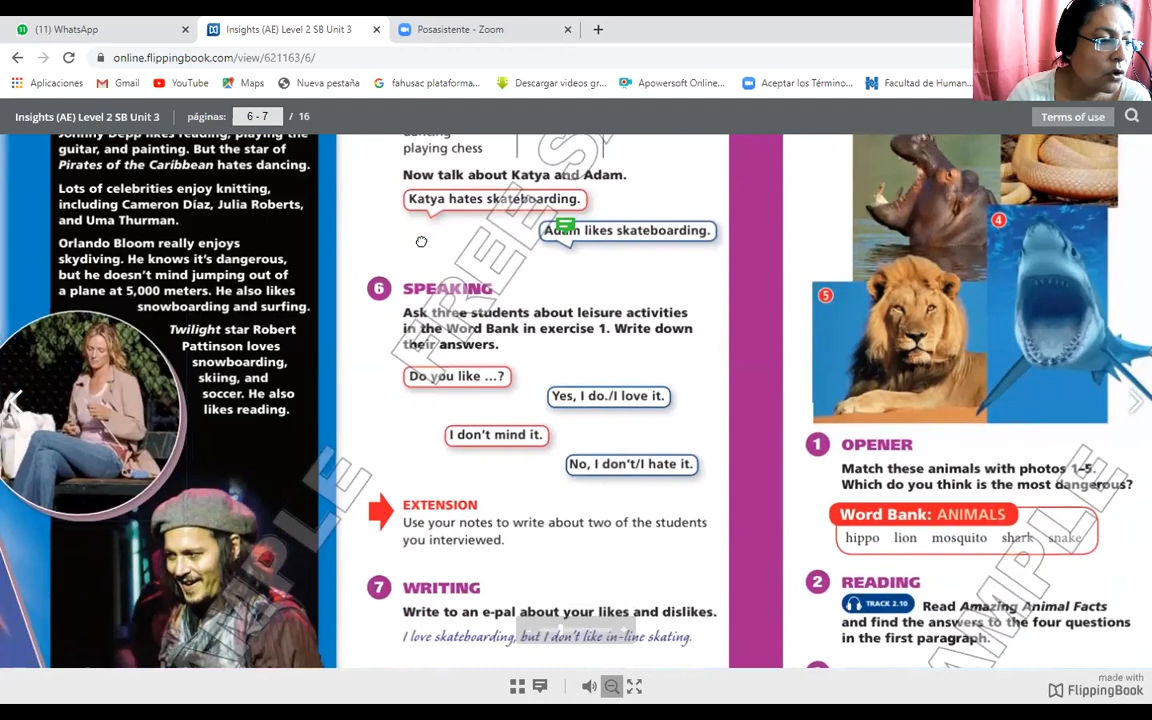 (11) WhatsApp
Insights (AE) Level 2 SB Unit 3
Posasistente - Zoom
online.flippingbook.com/view/621163/6/
Aplicaciones
Gmail
YouTube
Maps
Nueva pestaña
fahusac plataforma...
Descargar videos gr...
Apowersoft Online...
Aceptar los Término...
Facultad de Human...
Insights (AE) Level 2 SB Unit 3
páginas:
6 - 7
/ 16
Terms of use
Johnny Depp likes reading, playing the
guitar, and painting. But the star of
Pirates of the Caribbean hates dancing.
Lots of celebrities enjoy knitting,
including Cameron Díaz, Julia Roberts,
and Uma Thurman.
Orlando Bloom really enjoys
skydiving. He knows it's dangerous,
but he doesn't mind jumping out of
a plane at 5,000 meters. He also likes
snowboarding and surfing.
Twilight star Robert
Pattinson loves
snowboarding,
skiing, and
soccer. He also
likes reading.
dancing
playing chess
Now talk about Katya and Adam.
Katya hates skateboarding.
Adam likes skateboarding.
6 SPEAKING
Ask three students about leisure activities
in the Word Bank in exercise 1. Write down
their answers.
Do you like ...?
Yes, I do./I love it.
I don't mind it.
No, I don't/I hate it.
EXTENSION
Use your notes to write about two of the students
you interviewed.
7 WRITING
Write to an e-pal about your likes and dislikes.
I love skateboarding, but I don't like in-line skating.
4
5
1 OPENER
Match these animals with photos 1–5.
Which do you think is the most dangerous?
Word Bank: ANIMALS
hippo lion mosquito shark snake
2 READING
TRACK 2.10 Read Amazing Animal Facts
and find the answers to the four questions
in the first paragraph.
made with
FlippingBook